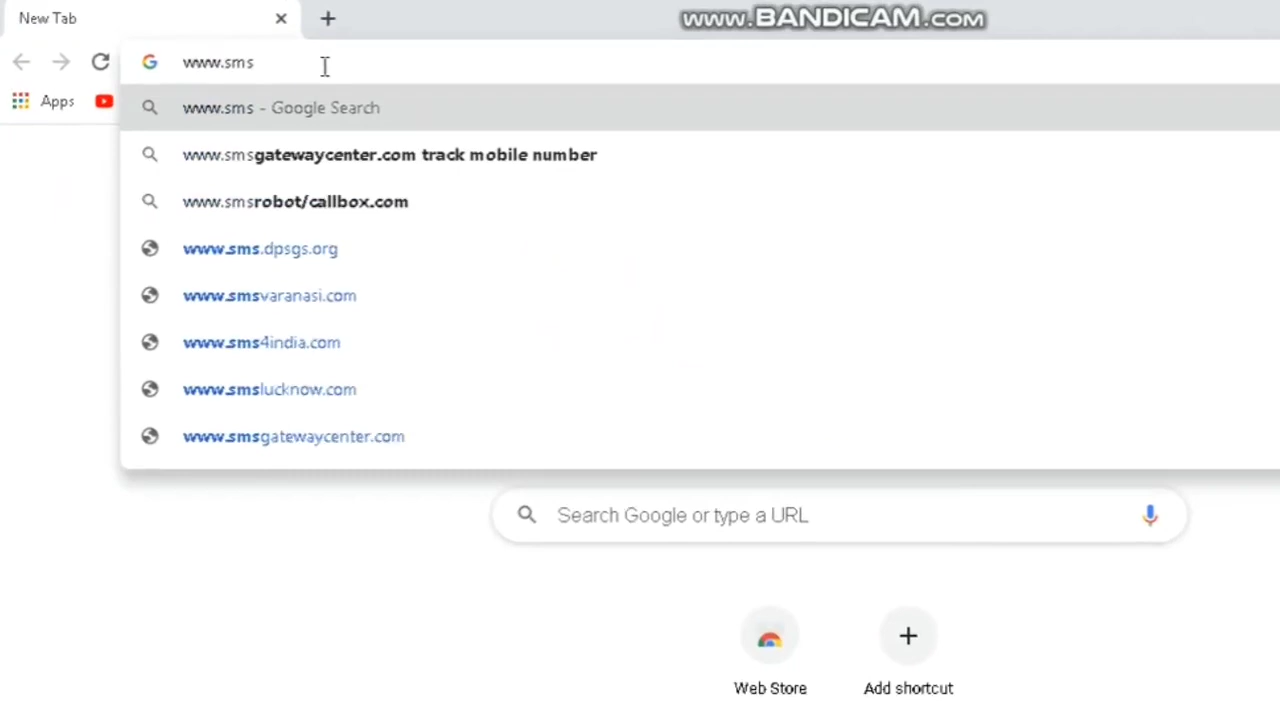 New Tab
www.BANDICAM.com
www.sms
Apps
www.sms - Google Search
www.smsgatewaycenter.com track mobile number
www.smsrobot/callbox.com
www.sms.dpsgs.org
www.smsvaranasi.com
www.sms4india.com
www.smslucknow.com
www.smsgatewaycenter.com
Search Google or type a URL
Web Store
Add shortcut